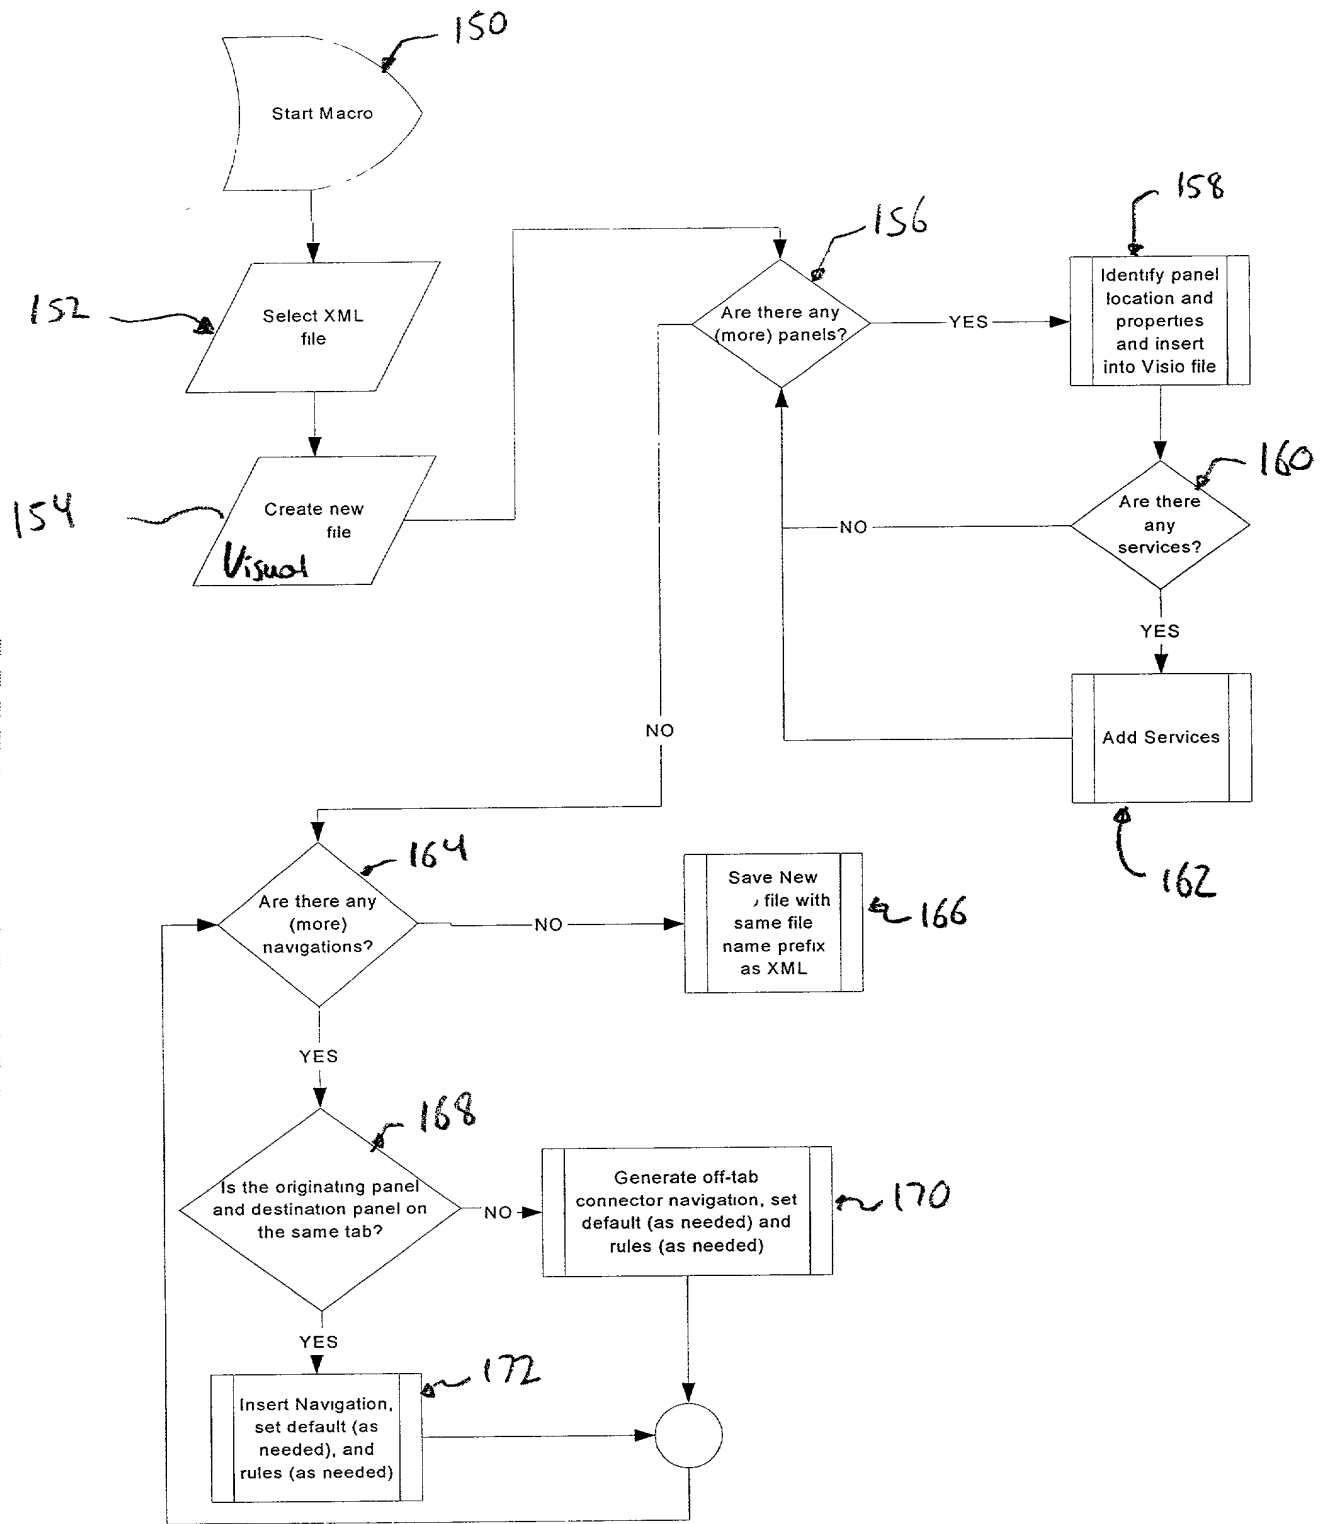 150
Start Macro
152
Select XML
file
154
Create new
file
Visual
156
Are there any
(more) panels?
YES
158
Identify panel
location and
properties
and insert
into Visio file
160
Are there
any
services?
NO
YES
Add Services
162
NO
164
Are there any
(more)
navigations?
NO
Save New
file with
same file
name prefix
as XML
166
YES
168
Is the originating panel
and destination panel on
the same tab?
NO
Generate off-tab
connector navigation, set
default (as needed) and
rules (as needed)
170
YES
172
Insert Navigation,
set default (as
needed), and
rules (as needed)